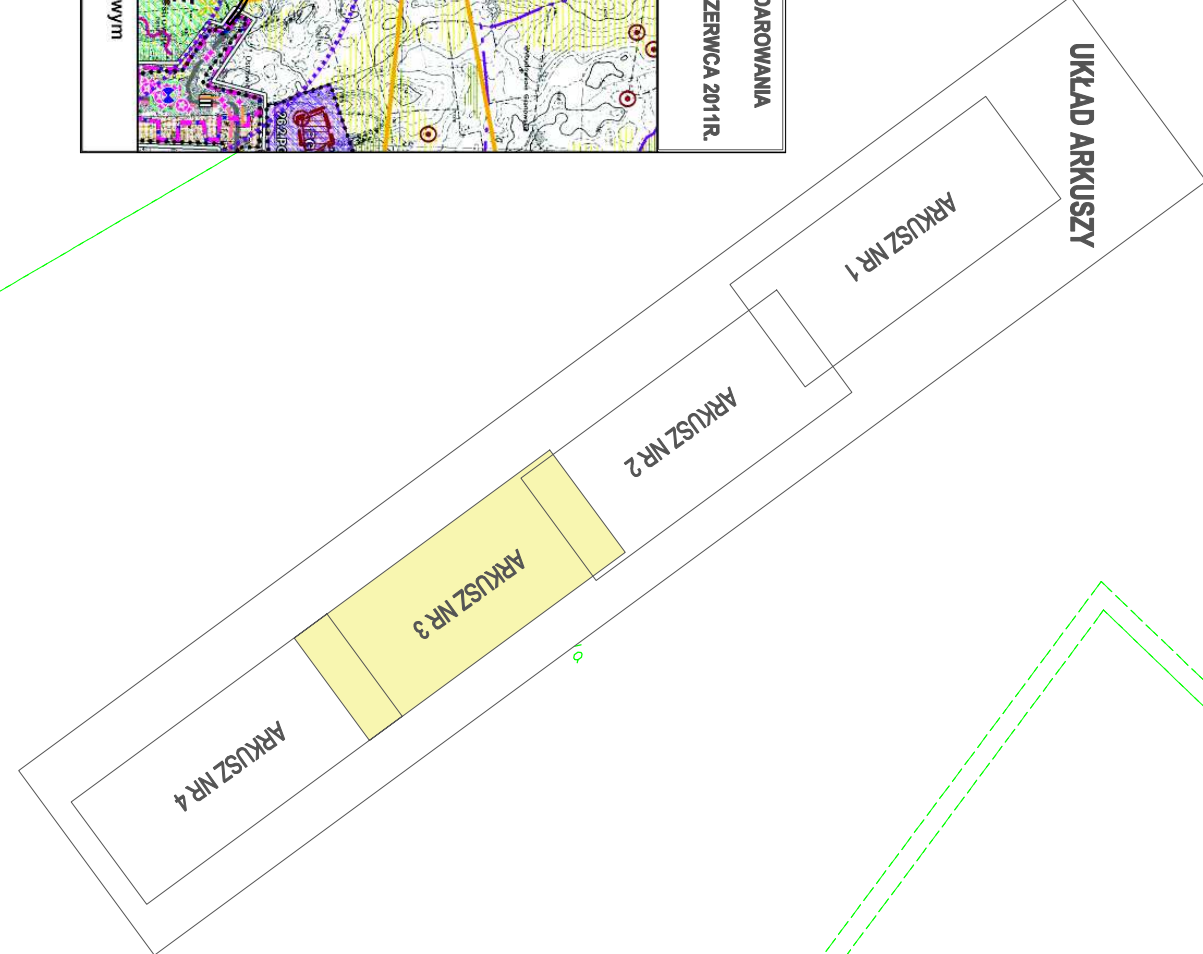 UKŁAD ARKUSZY
DAROWANIA
ZERWCA 2011R.
wym
ARKUSZ NR 1
ARKUSZ NR 2
ARKUSZ NR 3
ARKUSZ NR 4